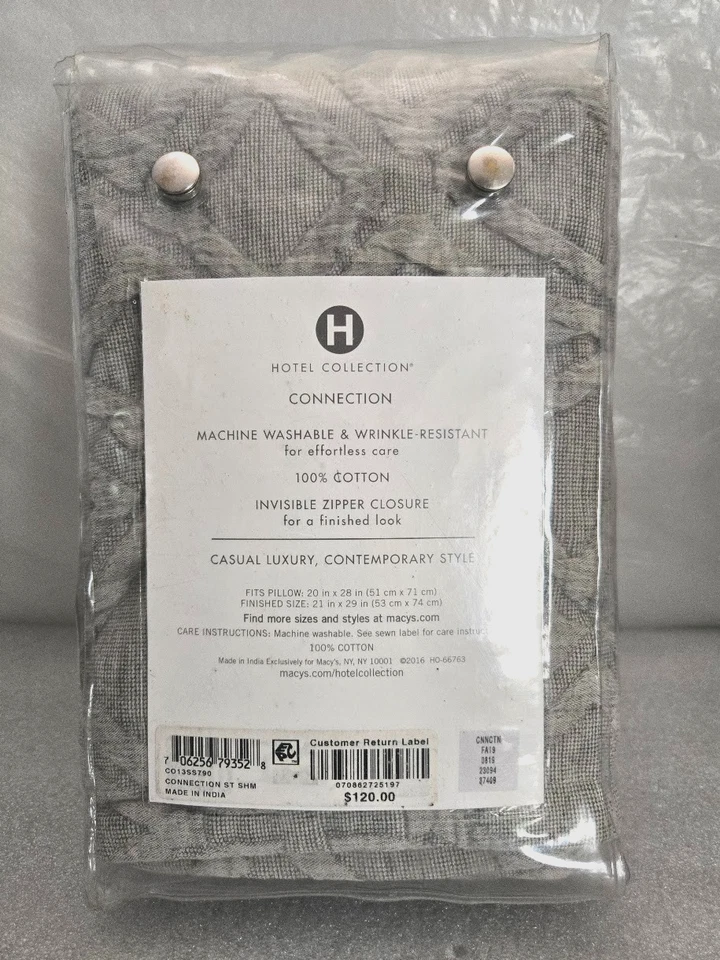 H
HOTEL COLLECTION®
CONNECTION
MACHINE WASHABLE & WRINKLE-RESISTANT
for effortless care
100% COTTON
INVISIBLE ZIPPER CLOSURE
for a finished look
CASUAL LUXURY, CONTEMPORARY STYLE
FITS PILLOW: 20 in x 28 in (51 cm x 71 cm)
FINISHED SIZE: 21 in x 29 in (53 cm x 74 cm)
Find more sizes and styles at macys.com
CARE INSTRUCTIONS: Machine washable. See sewn label for care instruc
100% COTTON
Made in India Exclusively for Macy's, NY, NY 10001 ©2016 HO-66763
macys.com/hotelcollection
7 06256 79352 8
CO13SS790
CONNECTION ST SHM
MADE IN INDIA
Customer Return Label
070862725197
$120.00
CNNCTN
FA19
0819
23094
87409